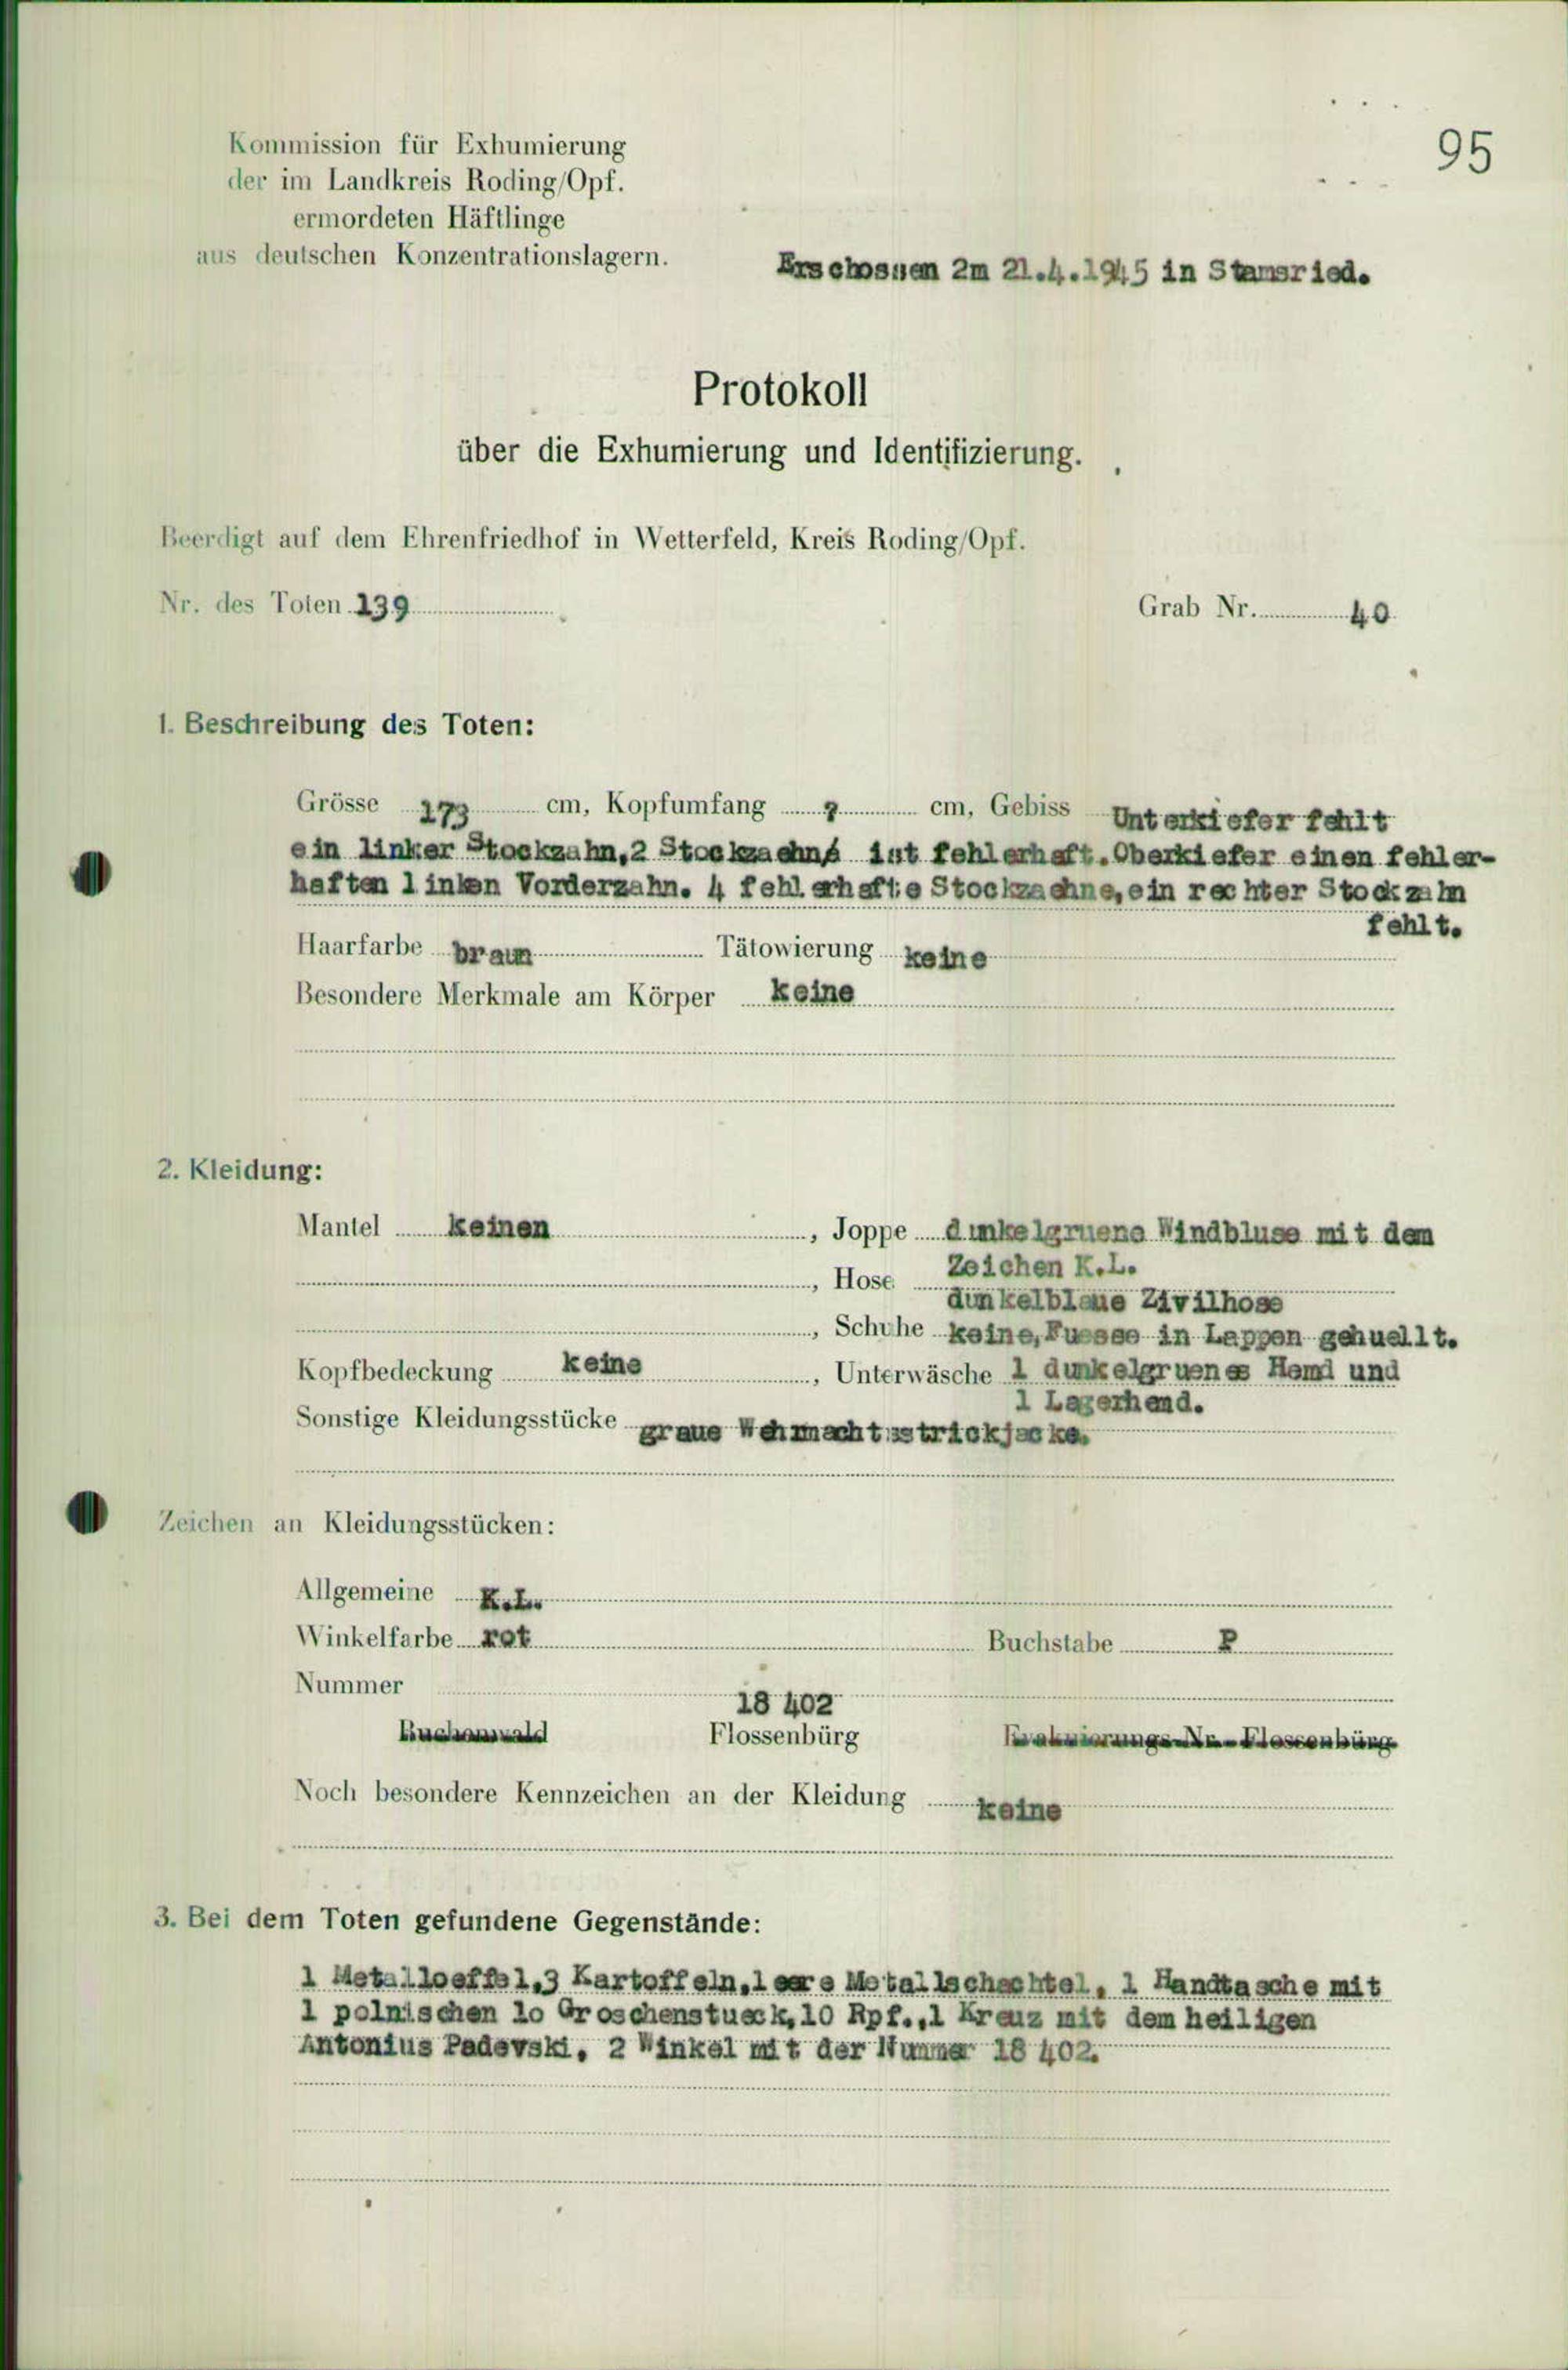 95
Kommission für Exhumierung
der im Landkreis Roding/Opf.
ermordeten Häftlinge
aus deutschen Konzentrationslagern.
Erschossen 2m 21.4.1945 in Stamsried.
Protokoll
über die Exhumierung und Identifizierung.
Beerdigt auf dem Ehrenfriedhof in Wetterfeld, Kreis Roding/Opf.
Nr. des Toten 139 Grab Nr. 40
1. Beschreibung des Toten:
Grösse 173 cm, Kopfumfang ? cm, Gebiss Unterkiefer fehlt
ein linker Stockzahn,2 Stockzaehne ist fehlerhaft.Oberkiefer einen fehler-
haften linken Vorderzahn. 4 fehlerhafte Stockzaehne,ein rechter Stockzahn
fehlt.
Haarfarbe braun Tätowierung keine
Besondere Merkmale am Körper keine
2. Kleidung:
Mantel keinen, Joppe dunkelgruene Windbluse mit dem
Zeichen K.L.
, Hose dunkelblaue Zivilhose
, Schuhe keine,Fuesse in Lappen gehuellt.
Kopfbedeckung keine, Unterwäsche 1 dunkelgruenes Hemd und
1 Lagerhemd.
Sonstige Kleidungsstücke graue Wehrmachtsstrickjacke.
Zeichen an Kleidungsstücken:
Allgemeine K.L.
Winkelfarbe rot Buchstabe P
Nummer 18 402
Buchenwald Flossenbürg
Noch besondere Kennzeichen an der Kleidung keine
3. Bei dem Toten gefundene Gegenstände:
1 Metalloeffel,3 Kartoffeln,leere Metallschachtel, 1 Handtasche mit
1 polnischen 1o Groschenstueck,10 Rpf.,1 Kreuz mit dem heiligen
Antonius Padevski, 2 Winkel mit der Nummer 18 402.